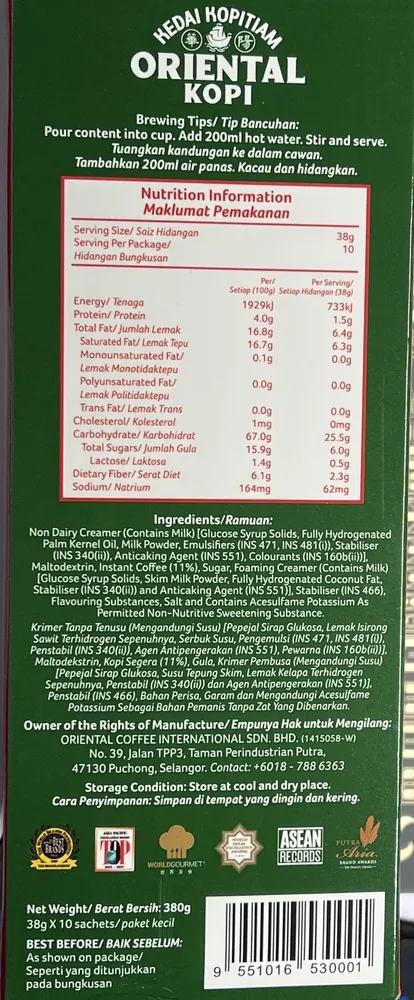 KEDAI KOPITIAM
華 陽
ORIENTAL
KOPI
Brewing Tips/ Tip Bancuhan:
Pour content into cup. Add 200ml hot water. Stir and serve.
Tuangkan kandungan ke dalam cawan.
Tambahkan 200ml air panas. Kacau dan hidangkan.
Nutrition Information
Maklumat Pemakanan
Serving Size/ Saiz Hidangan 38g
Serving Per Package/ 10
Hidangan Bungkusan
Per/ Per Serving/
Setiap (100g) Setiap Hidangan (38g)
Energy/ Tenaga 1929kJ 733kJ
Protein/ Protein 4.0g 1.5g
Total Fat/ Jumlah Lemak 16.8g 6.4g
Saturated Fat/ Lemak Tepu 16.7g 6.3g
Monounsaturated Fat/ 0.1g 0.0g
Lemak Monotidaktepu
Polyunsaturated Fat/ 0.0g 0.0g
Lemak Politidaktepu
Trans Fat/ Lemak Trans 0.0g 0.0g
Cholesterol/ Kolesterol 1mg 0mg
Carbohydrate/ Karbohidrat 67.0g 25.5g
Total Sugars/ Jumlah Gula 15.9g 6.0g
Lactose/ Laktosa 1.4g 0.5g
Dietary Fiber/ Serat Diet 6.1g 2.3g
Sodium/ Natrium 164mg 62mg
Ingredients/Ramuan:
Non Dairy Creamer (Contains Milk) [Glucose Syrup Solids, Fully Hydrogenated
Palm Kernel Oil, Milk Powder, Emulsifiers (INS 471, INS 481(i)), Stabiliser
(INS 340(ii)), Anticaking Agent (INS 551), Colourants (INS 160b(i))],
Maltodextrin, Instant Coffee (11%), Sugar, Foaming Creamer (Contains Milk)
[Glucose Syrup Solids, Skim Milk Powder, Fully Hydrogenated Coconut Fat,
Stabiliser (INS 340(ii)) and Anticaking Agent (INS 551)], Stabiliser (INS 466),
Flavouring Substances, Salt and Contains Acesulfame Potassium As
Permitted Non-Nutritive Sweetening Substance.
Krimer Tanpa Tenusu (Mengandungi Susu) [Pepejal Sirap Glukosa, Lemak Isirong
Sawit Terhidrogen Sepenuhnya, Serbuk Susu, Pengemulsi (INS 471, INS 481(i)),
Penstabil (INS 340(ii)), Agen Antipengerakan (INS 551), Pewarna (INS 160b(i))],
Maltodekstrin, Kopi Segera (11%), Gula, Krimer Pembusa (Mengandungi Susu)
[Pepejal Sirap Glukosa, Susu Tepung Skim, Lemak Kelapa Terhidrogen
Sepenuhnya, Penstabil (INS 340(ii)) dan Agen Antipengerakan (INS 551)],
Penstabil (INS 466), Bahan Perisa, Garam dan Mengandungi Acesulfame
Potassium Sebagai Bahan Pemanis Tanpa Zat Yang Dibenarkan.
Owner of the Rights of Manufacture/ Empunya Hak untuk Mengilang:
ORIENTAL COFFEE INTERNATIONAL SDN. BHD. (1415058-W)
No. 39, Jalan TPP3, Taman Perindustrian Putra,
47130 Puchong, Selangor. Contact: +6018 - 788 6363
Storage Condition: Store at cool and dry place.
Cara Penyimpanan: Simpan di tempat yang dingin dan kering.
BEST BRANDS
ASIA PACIFIC
TOP
WORLDGOURMET
世界美食
ASEAN
RECORDS
PUTRA
Aria
BRAND AWARDS
Net Weight/ Berat Bersih: 380g
38g X 10 sachets/ paket kecil
BEST BEFORE/ BAIK SEBELUM:
As shown on package/
Seperti yang ditunjukkan
pada bungkusan
9 551016 530001